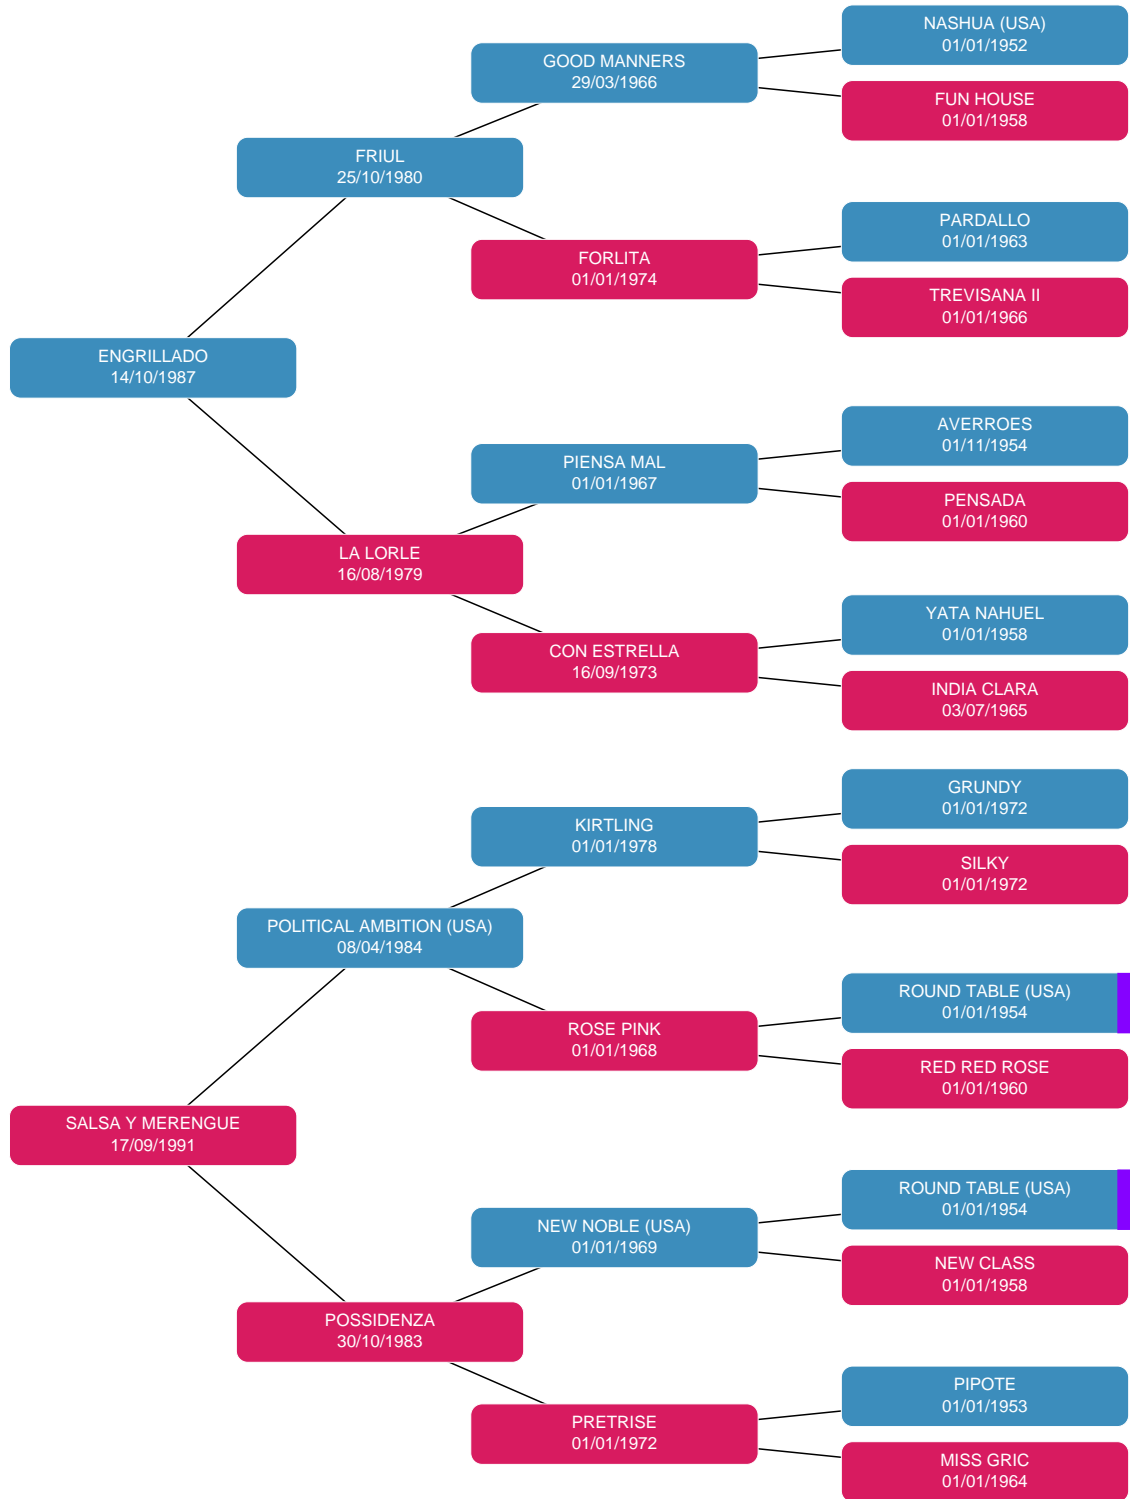 NASHUA (USA)
01/01/1952
GOOD MANNERS
29/03/1966
FUN HOUSE
01/01/1958
FRIUL
25/10/1980
PARDALLO
01/01/1963
FORLITA
01/01/1974
TREVISANA II
01/01/1966
ENGRILLADO
14/10/1987
AVERROES
01/11/1954
PIENSA MAL
01/01/1967
PENSADA
01/01/1960
LA LORLE
16/08/1979
YATA NAHUEL
01/01/1958
CON ESTRELLA
16/09/1973
INDIA CLARA
03/07/1965
GRUNDY
01/01/1972
KIRTLING
01/01/1978
SILKY
01/01/1972
POLITICAL AMBITION (USA)
08/04/1984
ROUND TABLE (USA)
01/01/1954
ROSE PINK
01/01/1968
RED RED ROSE
01/01/1960
SALSA Y MERENGUE
17/09/1991
ROUND TABLE (USA)
01/01/1954
NEW NOBLE (USA)
01/01/1969
NEW CLASS
01/01/1958
POSSIDENZA
30/10/1983
PIPOTE
01/01/1953
PRETRISE
01/01/1972
MISS GRIC
01/01/1964